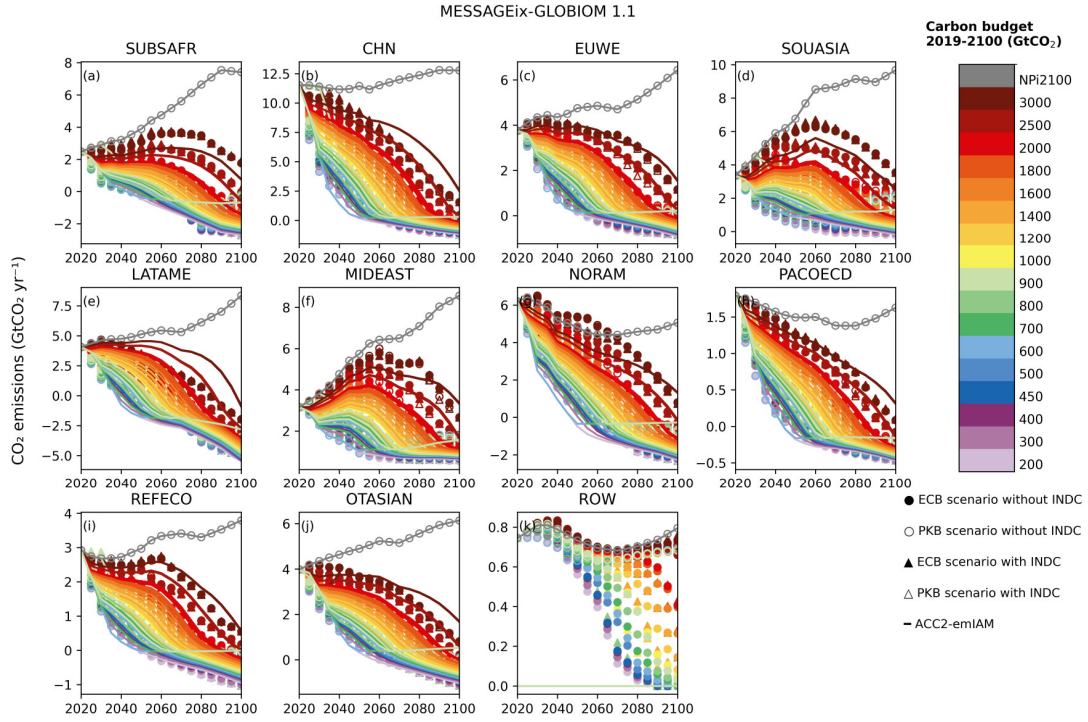 MESSAGEix-GLOBIOM 1.1
CO₂ emissions (GtCO₂ yr⁻¹)
SUBSAFR
(a)
8
6
4
2
0
−2
2020 2040 2060 2080 2100
CHN
(b)
12.5
10.0
7.5
5.0
2.5
0.0
2020 2040 2060 2080 2100
EUWE
(c)
6
4
2
0
2020 2040 2060 2080 2100
SOUASIA
(d)
10
8
6
4
2
0
2020 2040 2060 2080 2100
LATAME
(e)
7.5
5.0
2.5
0.0
−2.5
−5.0
2020 2040 2060 2080 2100
MIDEAST
(f)
8
6
4
2
2020 2040 2060 2080 2100
NORAM
6
4
2
0
−2
2020 2040 2060 2080 2100
PACOECD
(h)
1.5
1.0
0.5
0.0
−0.5
2020 2040 2060 2080 2100
REFECO
(i)
4
3
2
1
0
−1
2020 2040 2060 2080 2100
OTASIAN
(j)
6
4
2
0
2020 2040 2060 2080 2100
ROW
(k)
0.8
0.6
0.4
0.2
0.0
2020 2040 2060 2080 2100
Carbon budget
2019-2100 (GtCO₂)
NPi2100
3000
2500
2000
1800
1600
1400
1200
1000
900
800
700
600
500
450
400
300
200
ECB scenario without INDC
PKB scenario without INDC
ECB scenario with INDC
PKB scenario with INDC
ACC2-emIAM